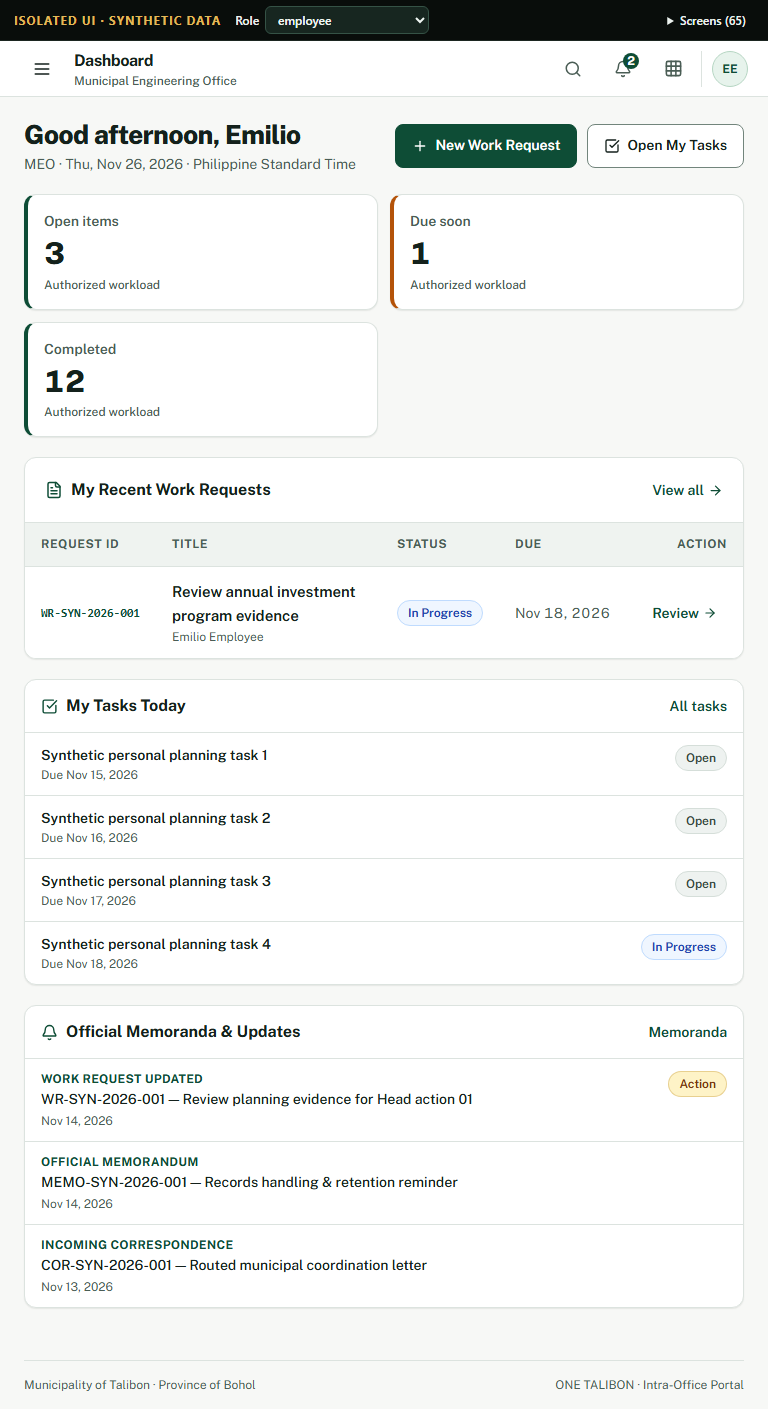 ISOLATED UI · SYNTHETIC DATA Role employee Screens (65)
Dashboard
Municipal Engineering Office
2
EE
Good afternoon, Emilio
MEO · Thu, Nov 26, 2026 · Philippine Standard Time
New Work Request
Open My Tasks
Open items
3
Authorized workload
Due soon
1
Authorized workload
Completed
12
Authorized workload
My Recent Work Requests
View all →
REQUEST ID TITLE STATUS DUE ACTION
WR-SYN-2026-001
Review annual investment
program evidence
Emilio Employee
In Progress
Nov 18, 2026
Review →
My Tasks Today
All tasks
Synthetic personal planning task 1
Due Nov 15, 2026
Open
Synthetic personal planning task 2
Due Nov 16, 2026
Open
Synthetic personal planning task 3
Due Nov 17, 2026
Open
Synthetic personal planning task 4
Due Nov 18, 2026
In Progress
Official Memoranda & Updates
Memoranda
WORK REQUEST UPDATED
WR-SYN-2026-001 — Review planning evidence for Head action 01
Nov 14, 2026
Action
OFFICIAL MEMORANDUM
MEMO-SYN-2026-001 — Records handling & retention reminder
Nov 14, 2026
INCOMING CORRESPONDENCE
COR-SYN-2026-001 — Routed municipal coordination letter
Nov 13, 2026
Municipality of Talibon · Province of Bohol
ONE TALIBON · Intra-Office Portal